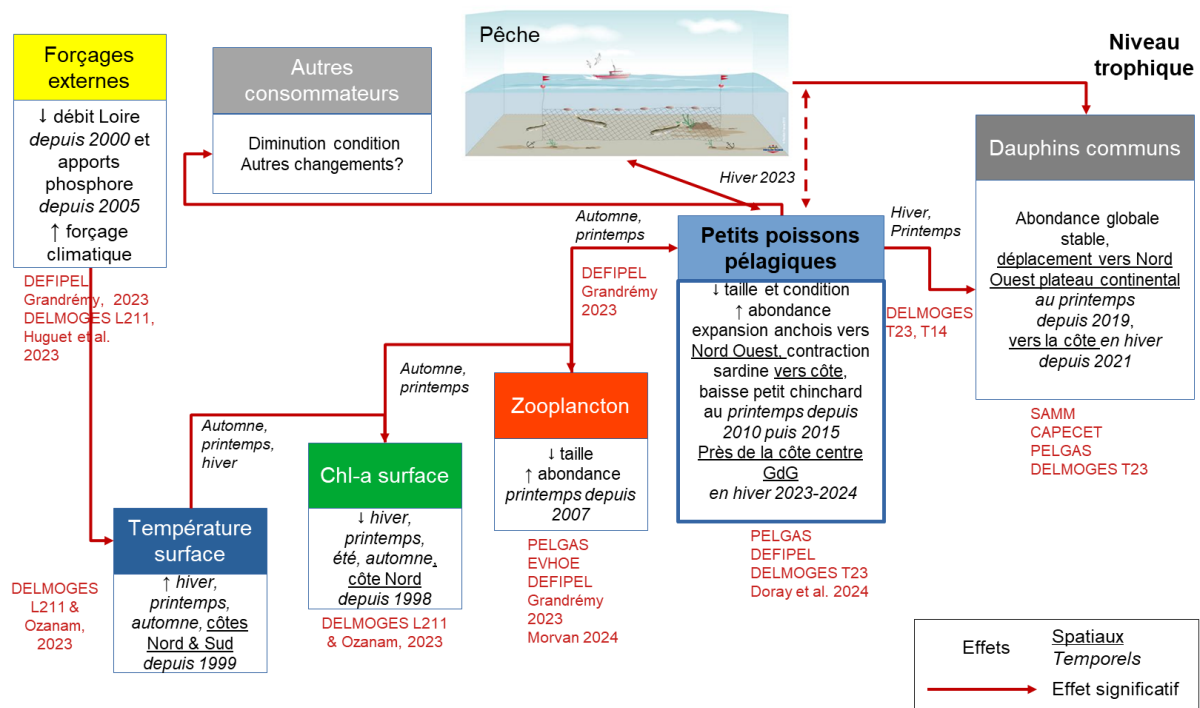 Forçages
externes
↓ débit Loire
depuis 2000 et
apports
phosphore
depuis 2005
↑ forçage
climatique
DEFIPEL
Grandrémy, 2023
DELMOGES L211,
Huguet et al.
2023
Autres
consommateurs
Diminution condition
Autres changements?
Pêche
Hiver 2023
Niveau
trophique
Dauphins communs
Abondance globale
stable,
déplacement vers Nord
Ouest plateau continental
au printemps
depuis 2019,
vers la côte en hiver
depuis 2021
SAMM
CAPECET
PELGAS
DELMOGES T23
Hiver,
Printemps
DELMOGES
T23, T14
Automne,
printemps
DEFIPEL
Grandrémy
2023
Petits poissons
pélagiques
↓ taille et condition
↑ abondance
expansion anchois vers
Nord Ouest, contraction
sardine vers côte,
baisse petit chinchard
au printemps depuis
2010 puis 2015
Près de la côte centre
GdG
en hiver 2023-2024
PELGAS
DEFIPEL
DELMOGES T23
Doray et al. 2024
Automne,
printemps
Zooplancton
↓ taille
↑ abondance
printemps depuis
2007
PELGAS
EVHOE
DEFIPEL
Grandrémy
2023
Morvan 2024
Automne,
printemps,
hiver
Chl-a surface
↓ hiver,
printemps,
été, automne,
côte Nord
depuis 1998
DELMOGES L211
& Ozanam, 2023
Température
surface
↑ hiver,
printemps,
automne, côtes
Nord & Sud
depuis 1999
DELMOGES
L211 &
Ozanam,
2023
Effets
Spatiaux
Temporels
Effet significatif